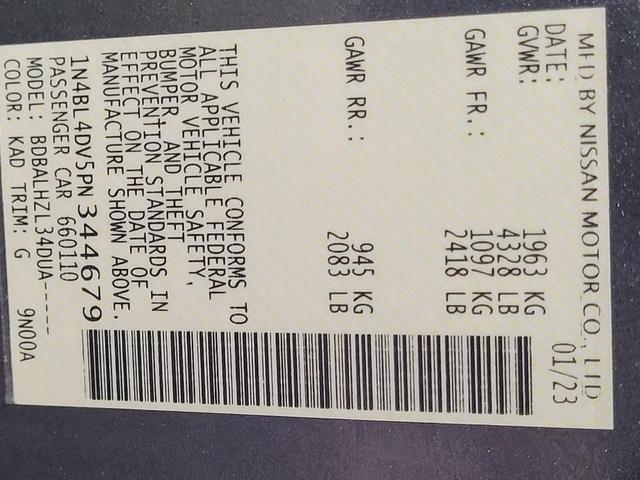 MFD BY NISSAN MOTOR CO., LTD
DATE: 01/23
GVWR: 1963 KG
4328 LB
GAWR FR.: 1097 KG
2418 LB
GAWR RR.: 945 KG
2083 LB
THIS VEHICLE CONFORMS TO
ALL APPLICABLE FEDERAL
MOTOR VEHICLE SAFETY,
BUMPER, AND THEFT
PREVENTION STANDARDS IN
EFFECT ON THE DATE OF
MANUFACTURE SHOWN ABOVE.
1N4BL4DV5PN344679
PASSENGER CAR 660110
MODEL: BDBALHZL34DUA-----
COLOR: KAD TRIM: G 9N00A